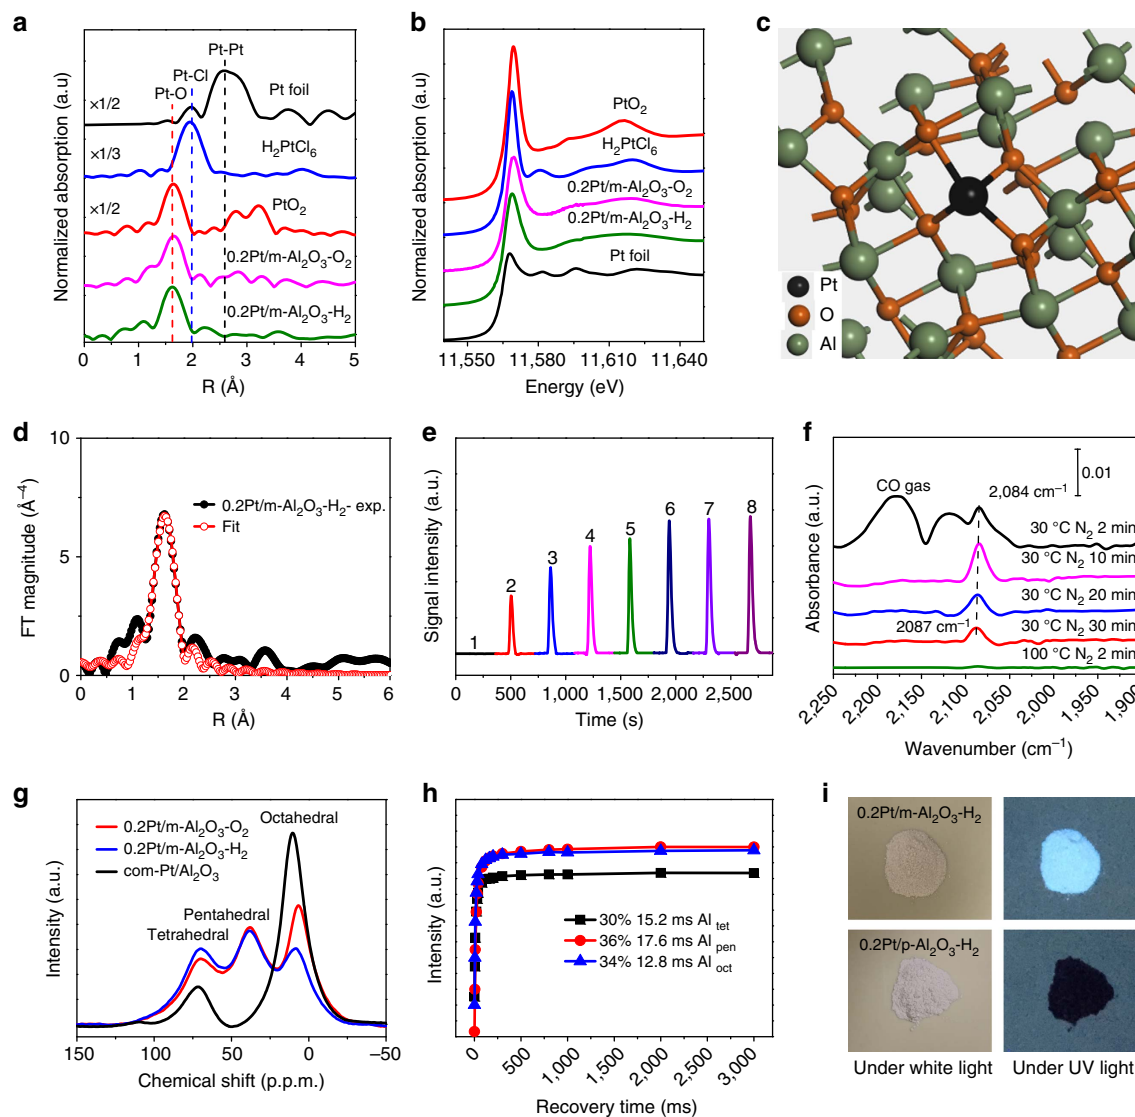 a
Normalized absorption (a.u)
Pt-Pt
Pt-Cl
Pt-O
Pt foil
×1/2
H2PtCl6
×1/3
PtO2
×1/2
0.2Pt/m-Al2O3-O2
0.2Pt/m-Al2O3-H2
0 1 2 3 4 5
R (Å)
b
Normalized absorption (a.u.)
PtO2
H2PtCl6
0.2Pt/m-Al2O3-O2
0.2Pt/m-Al2O3-H2
Pt foil
11,550 11,580 11,610 11,640
Energy (eV)
c
Pt
O
Al
d
FT magnitude (Å–4)
10
5
0
0.2Pt/m-Al2O3-H2- exp.
Fit
0 1 2 3 4 5 6
R (Å)
e
Signal intensity (a.u.)
1 2 3 4 5 6 7 8
0 500 1,000 1,500 2,000 2,500
Time (s)
f
Absorbance (a.u.)
0.01
CO gas
2,084 cm–1
30 °C N2 2 min
30 °C N2 10 min
30 °C N2 20 min
2087 cm–1
30 °C N2 30 min
100 °C N2 2 min
2,250 2,200 2,150 2,100 2,050 2,000 1,950 1,900
Wavenumber (cm–1)
g
Intensity (a.u.)
0.2Pt/m-Al2O3-O2
0.2Pt/m-Al2O3-H2
com-Pt/Al2O3
Octahedral
Pentahedral
Tetrahedral
150 100 50 0 –50
Chemical shift (p.p.m.)
h
Intensity (a.u.)
30% 15.2 ms Al tet
36% 17.6 ms Al pen
34% 12.8 ms Al oct
0 500 1,000 1,500 2,000 2,500 3,000
Recovery time (ms)
i
0.2Pt/m-Al2O3-H2
0.2Pt/p-Al2O3-H2
Under white light
Under UV light